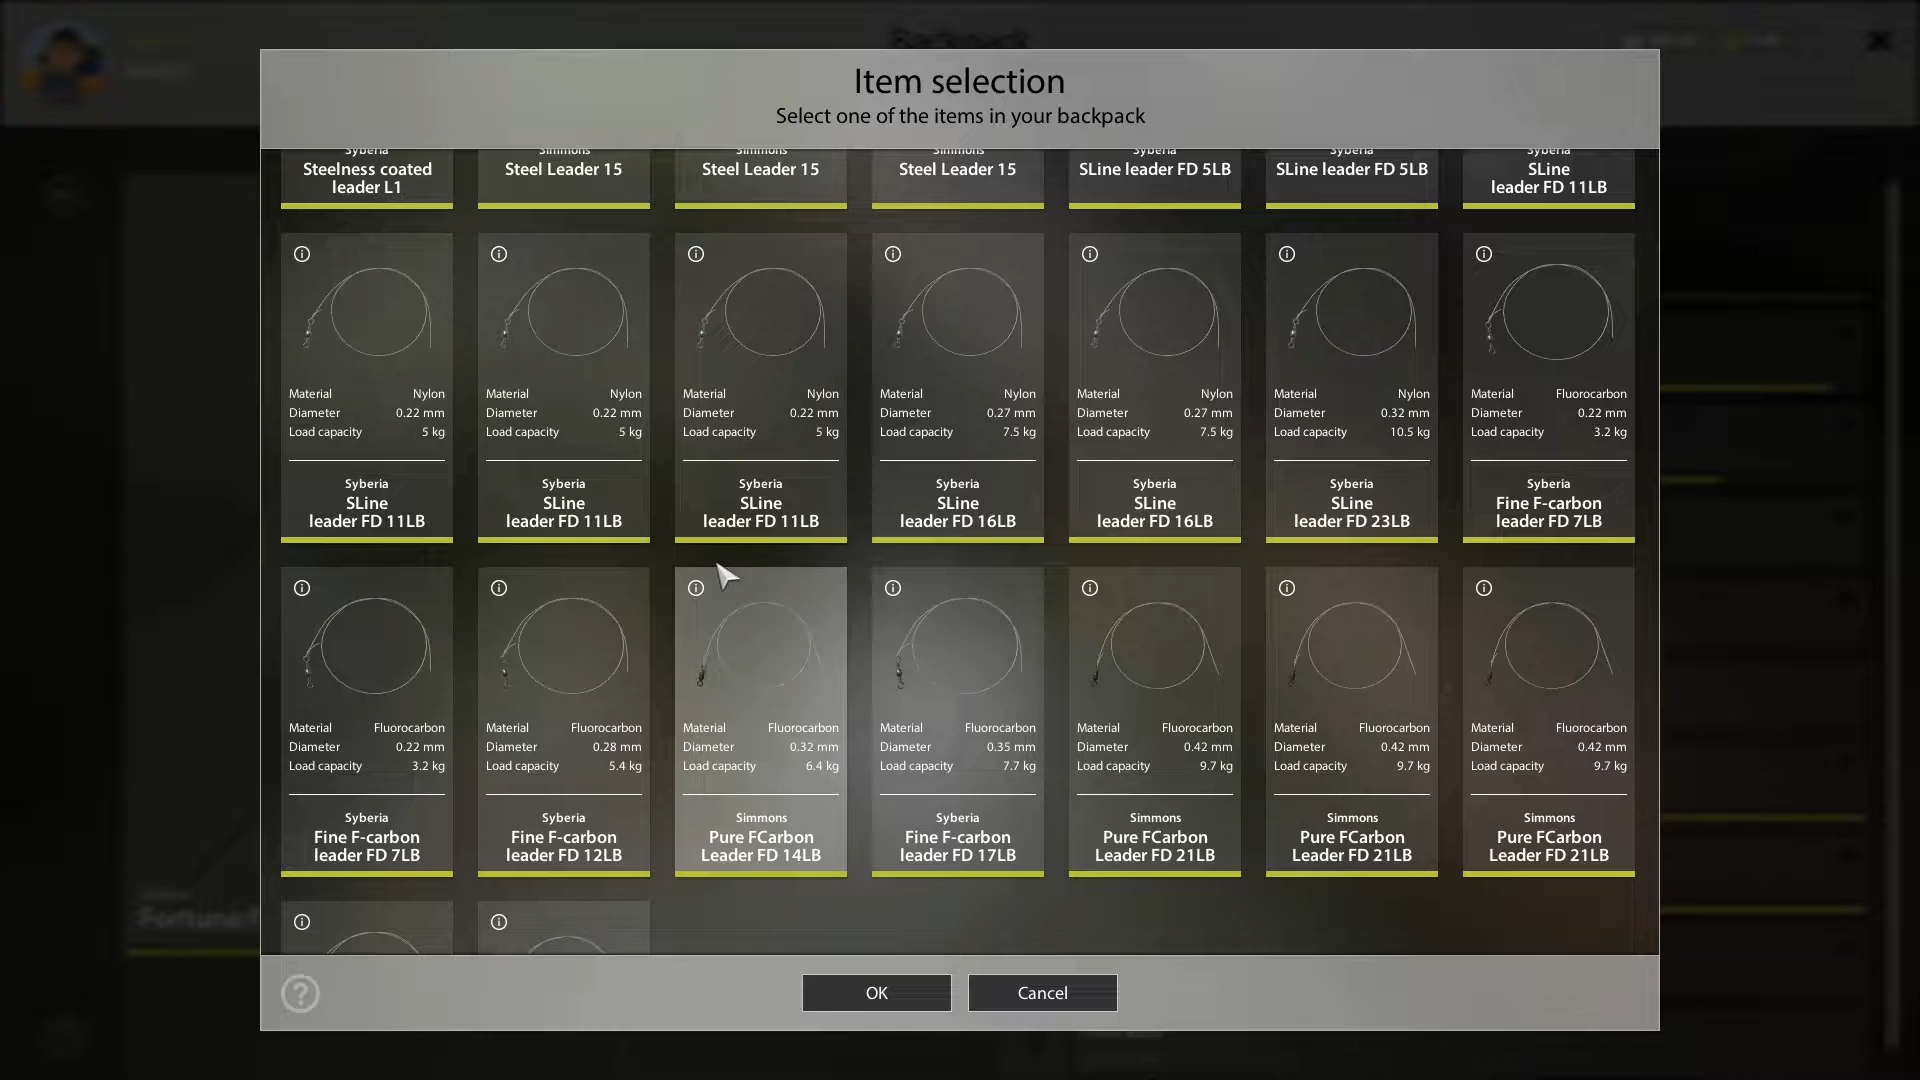 Item selection
Select one of the items in your backpack
Syberia Simmons Simmons Simmons Syberia Syberia Syberia
Steelness coated leader L1
Steel Leader 15
Steel Leader 15
Steel Leader 15
SLine leader FD 5LB
SLine leader FD 5LB
SLine
leader FD 11LB
Material Nylon
Diameter 0.22 mm
Load capacity 5 kg
Syberia
SLine
leader FD 11LB
Material Nylon
Diameter 0.22 mm
Load capacity 5 kg
Syberia
SLine
leader FD 11LB
Material Nylon
Diameter 0.22 mm
Load capacity 5 kg
Syberia
SLine
leader FD 11LB
Material Nylon
Diameter 0.27 mm
Load capacity 7.5 kg
Syberia
SLine
leader FD 16LB
Material Nylon
Diameter 0.27 mm
Load capacity 7.5 kg
Syberia
SLine
leader FD 16LB
Material Nylon
Diameter 0.32 mm
Load capacity 10.5 kg
Syberia
SLine
leader FD 23LB
Material Fluorocarbon
Diameter 0.22 mm
Load capacity 3.2 kg
Syberia
Fine F-carbon
leader FD 7LB
Material Fluorocarbon
Diameter 0.22 mm
Load capacity 3.2 kg
Syberia
Fine F-carbon
leader FD 7LB
Material Fluorocarbon
Diameter 0.28 mm
Load capacity 5.4 kg
Syberia
Fine F-carbon
leader FD 12LB
Material Fluorocarbon
Diameter 0.32 mm
Load capacity 6.4 kg
Simmons
Pure FCarbon
Leader FD 14LB
Material Fluorocarbon
Diameter 0.35 mm
Load capacity 7.7 kg
Syberia
Fine F-carbon
leader FD 17LB
Material Fluorocarbon
Diameter 0.42 mm
Load capacity 9.7 kg
Simmons
Pure FCarbon
Leader FD 21LB
Material Fluorocarbon
Diameter 0.42 mm
Load capacity 9.7 kg
Simmons
Pure FCarbon
Leader FD 21LB
Material Fluorocarbon
Diameter 0.42 mm
Load capacity 9.7 kg
Simmons
Pure FCarbon
Leader FD 21LB
OK
Cancel